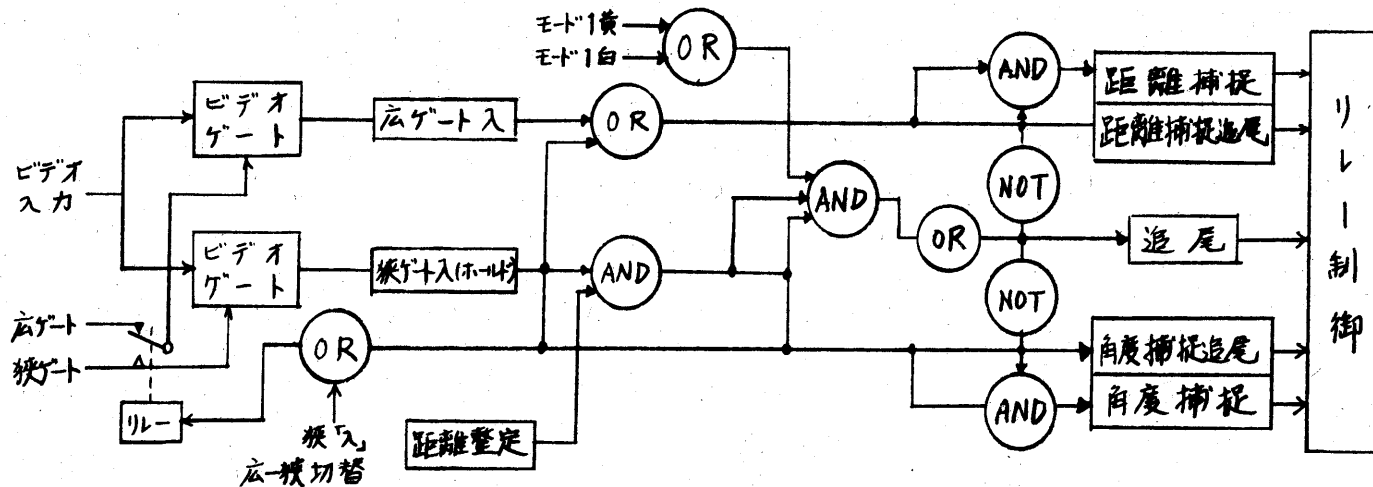 モード1黄
モード1白
OR
ビデオ
ゲート
広ゲート入
OR
AND
距離捕捉
距離捕捉追尾
ビデオ
入力
NOT
AND
OR
追尾
リレー制御
ビデオ
ゲート
狭ゲート入(ホールド)
AND
NOT
広ゲート
狭ゲート
OR
角度捕捉追尾
角度捕捉
AND
リレー
狭「入」
広―狭切替
距離整定